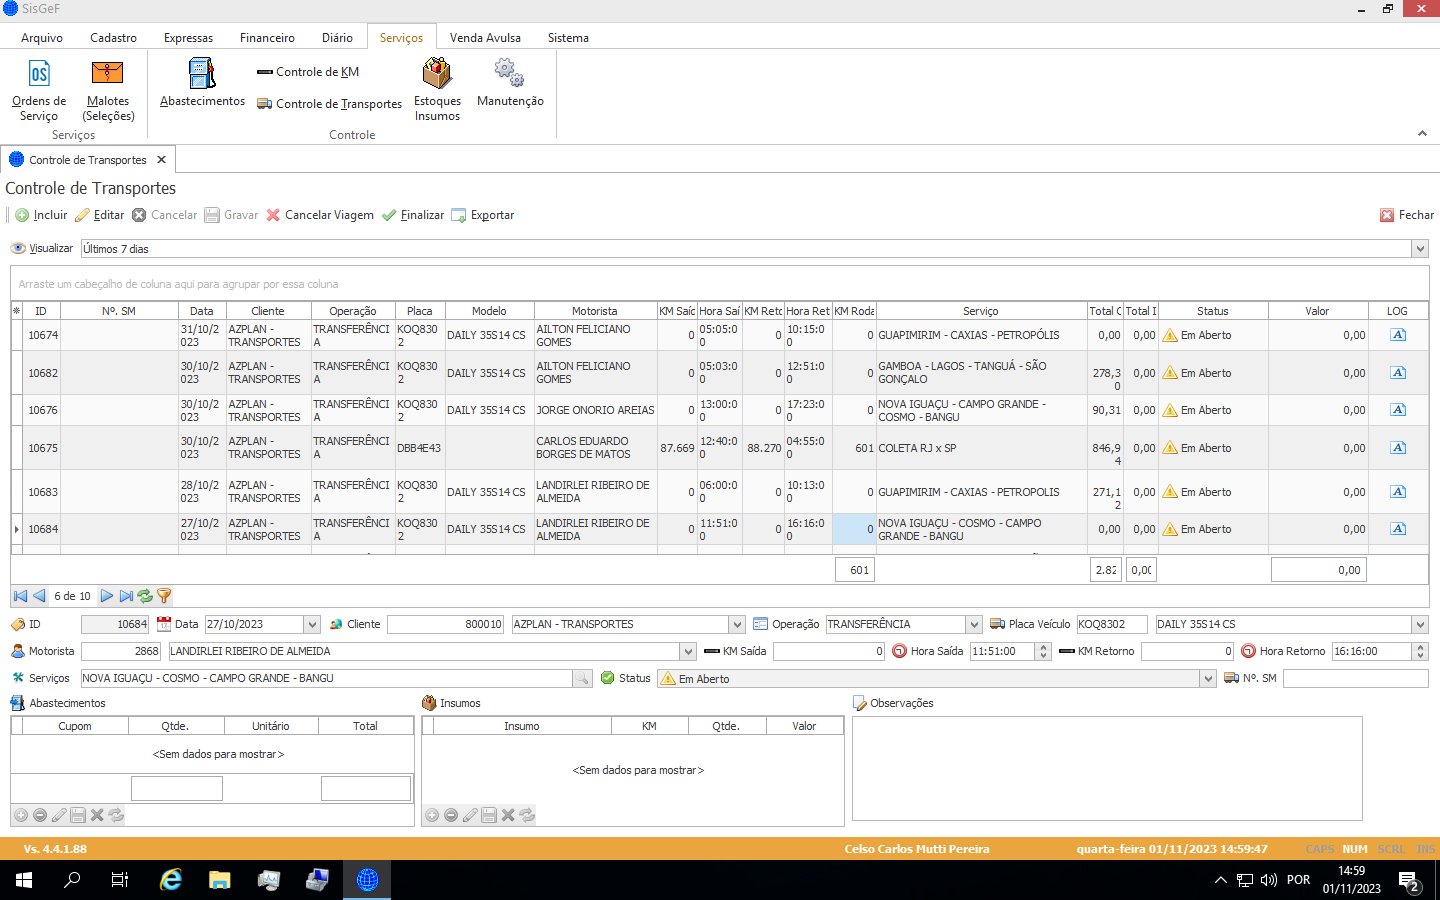 SisGeF
Arquivo Cadastro Expressas Financeiro Diário Serviços Venda Avulsa Sistema
Ordens de Serviço
Malotes (Seleções)
Serviços
Abastecimentos
Controle de KM
Controle de Transportes
Estoques Insumos
Manutenção
Controle
Controle de Transportes
Controle de Transportes
Incluir Editar Cancelar Gravar Cancelar Viagem Finalizar Exportar Fechar
Visualizar Últimos 7 dias
Arraste um cabeçalho de coluna aqui para agrupar por essa coluna
ID Nº. SM Data Cliente Operação Placa Modelo Motorista KM Saíd Hora Saí KM Reto Hora Ret KM Roda Serviço Total C Total I Status Valor LOG
10674 31/10/2023 AZPLAN - TRANSPORTES TRANSFERÊNCIA KOQ8302 DAILY 35S14 CS AILTON FELICIANO GOMES 0 05:05:00 0 10:15:00 0 GUAPIMIRIM - CAXIAS - PETROPÓLIS 0,00 0,00 Em Aberto 0,00 A
10682 30/10/2023 AZPLAN - TRANSPORTES TRANSFERÊNCIA KOQ8302 DAILY 35S14 CS AILTON FELICIANO GOMES 0 05:03:00 0 12:51:00 0 GAMBOA - LAGOS - TANGUÁ - SÃO GONÇALO 278,30 0,00 Em Aberto 0,00 A
10676 30/10/2023 AZPLAN - TRANSPORTES TRANSFERÊNCIA KOQ8302 DAILY 35S14 CS JORGE ONORIO AREIAS 0 13:00:00 0 17:23:00 0 NOVA IGUAÇU - CAMPO GRANDE - COSMO - BANGU 90,31 0,00 Em Aberto 0,00 A
10675 30/10/2023 AZPLAN - TRANSPORTES TRANSFERÊNCIA DBB4E43 CARLOS EDUARDO BORGES DE MATOS 87.669 12:40:00 88.270 04:55:00 601 COLETA RJ x SP 846,94 0,00 Em Aberto 0,00 A
10683 28/10/2023 AZPLAN - TRANSPORTES TRANSFERÊNCIA KOQ8302 DAILY 35S14 CS LANDIRLEI RIBEIRO DE ALMEIDA 0 06:00:00 0 10:13:00 0 GUAPIMIRIM - CAXIAS - PETROPOLIS 271,12 0,00 Em Aberto 0,00 A
10684 27/10/2023 AZPLAN - TRANSPORTES TRANSFERÊNCIA KOQ8302 DAILY 35S14 CS LANDIRLEI RIBEIRO DE ALMEIDA 0 11:51:00 0 16:16:00 0 NOVA IGUAÇU - COSMO - CAMPO GRANDE - BANGU 0,00 0,00 Em Aberto 0,00 A
601 2.82 0,00 0,00
6 de 10
ID 10684 Data 27/10/2023 Cliente 800010 AZPLAN - TRANSPORTES Operação TRANSFERÊNCIA Placa Veículo KOQ8302 DAILY 35S14 CS
Motorista 2868 LANDIRLEI RIBEIRO DE ALMEIDA KM Saída 0 Hora Saída 11:51:00 KM Retorno 0 Hora Retorno 16:16:00
Serviços NOVA IGUAÇU - COSMO - CAMPO GRANDE - BANGU Status Em Aberto Nº. SM
Abastecimentos Insumos Observações
Cupom Qtde. Unitário Total Insumo KM Qtde. Valor
<Sem dados para mostrar>
<Sem dados para mostrar>
Vs. 4.4.1.88 Celso Carlos Mutti Pereira quarta-feira 01/11/2023 14:59:47 CAPS NUM SCRL INS
POR 14:59
01/11/2023
2